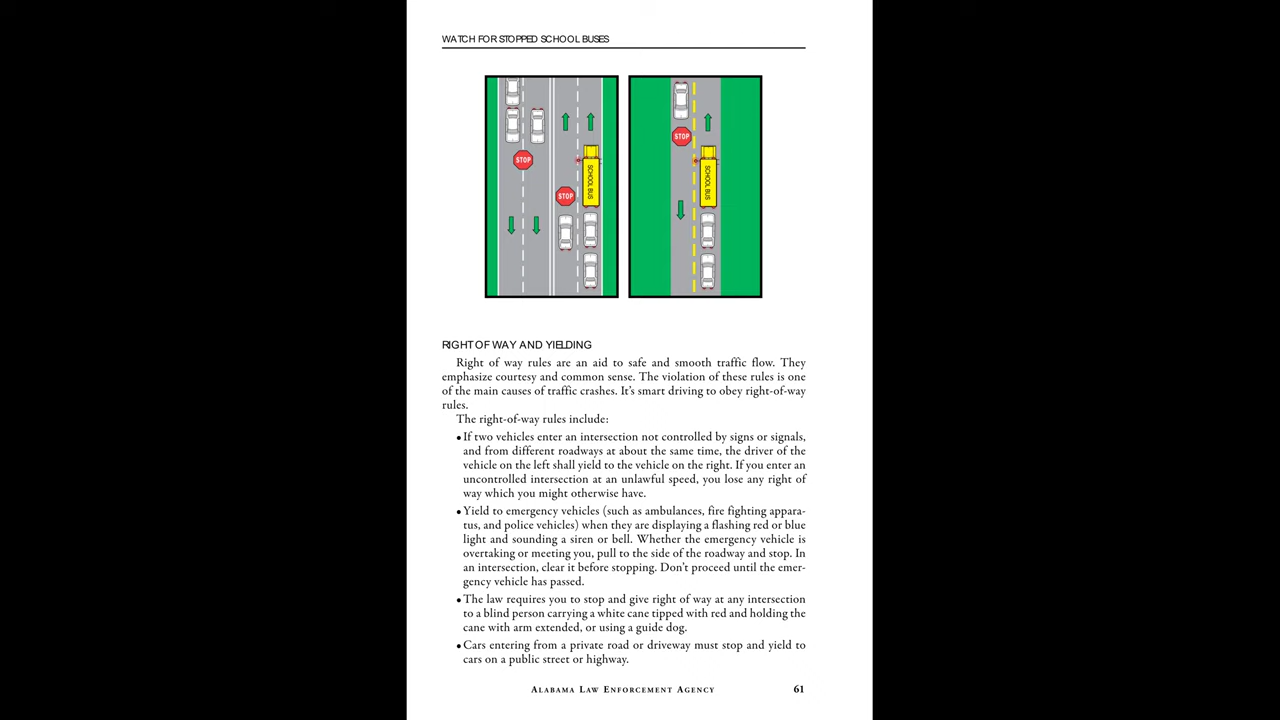 WATCH FOR STOPPED SCHOOL BUSES
STOP
STOP
SCHOOL BUS
STOP
SCHOOL BUS
RIGHT OF WAY AND YIELDING
Right of way rules are an aid to safe and smooth traffic flow. They
emphasize courtesy and common sense. The violation of these rules is one
of the main causes of traffic crashes. It's smart driving to obey right-of-way
rules.
The right-of-way rules include:
• If two vehicles enter an intersection not controlled by signs or signals,
and from different roadways at about the same time, the driver of the
vehicle on the left shall yield to the vehicle on the right. If you enter an
uncontrolled intersection at an unlawful speed, you lose any right of
way which you might otherwise have.
• Yield to emergency vehicles (such as ambulances, fire fighting appara-
tus, and police vehicles) when they are displaying a flashing red or blue
light and sounding a siren or bell. Whether the emergency vehicle is
overtaking or meeting you, pull to the side of the roadway and stop. In
an intersection, clear it before stopping. Don't proceed until the emer-
gency vehicle has passed.
• The law requires you to stop and give right of way at any intersection
to a blind person carrying a white cane tipped with red and holding the
cane with arm extended, or using a guide dog.
• Cars entering from a private road or driveway must stop and yield to
cars on a public street or highway.
ALABAMA LAW ENFORCEMENT AGENCY 61